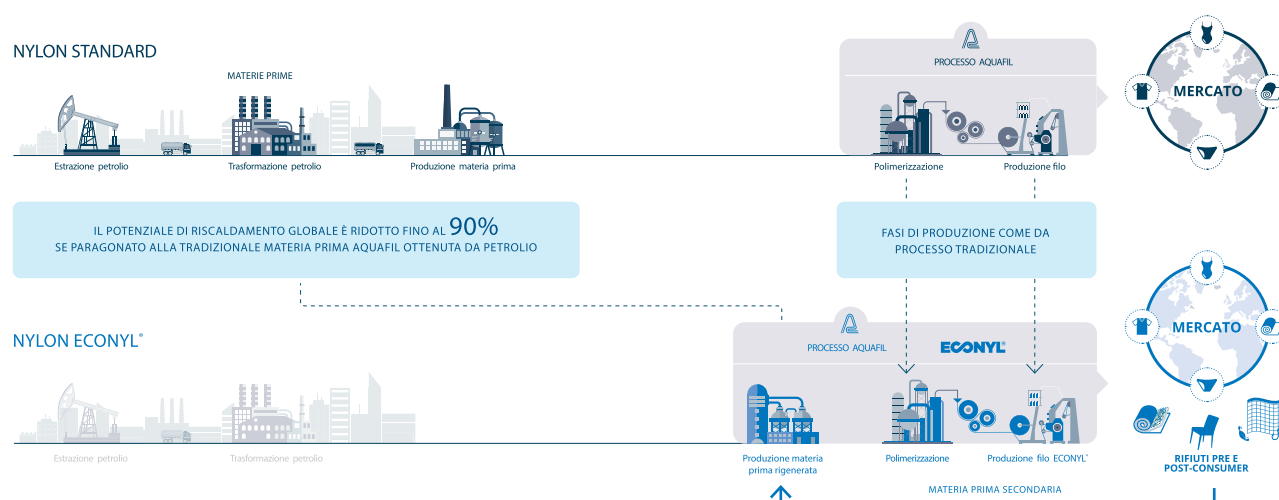 NYLON STANDARD
MATERIE PRIME
PROCESSO AQUAFIL
MERCATO
Estrazione petrolio
Trasformazione petrolio
Produzione materia prima
Polimerizzazione
Produzione filo
IL POTENZIALE DI RISCALDAMENTO GLOBALE È RIDOTTO FINO AL 90%
SE PARAGONATO ALLA TRADIZIONALE MATERIA PRIMA AQUAFIL OTTENUTA DA PETROLIO
FASI DI PRODUZIONE COME DA
PROCESSO TRADIZIONALE
NYLON ECONYL®
PROCESSO AQUAFIL
ECONYL®
MERCATO
Estrazione petrolio
Trasformazione petrolio
Produzione materia
prima rigenerata
Polimerizzazione
Produzione filo ECONYL®
RIFIUTI PRE E
POST-CONSUMER
MATERIA PRIMA SECONDARIA